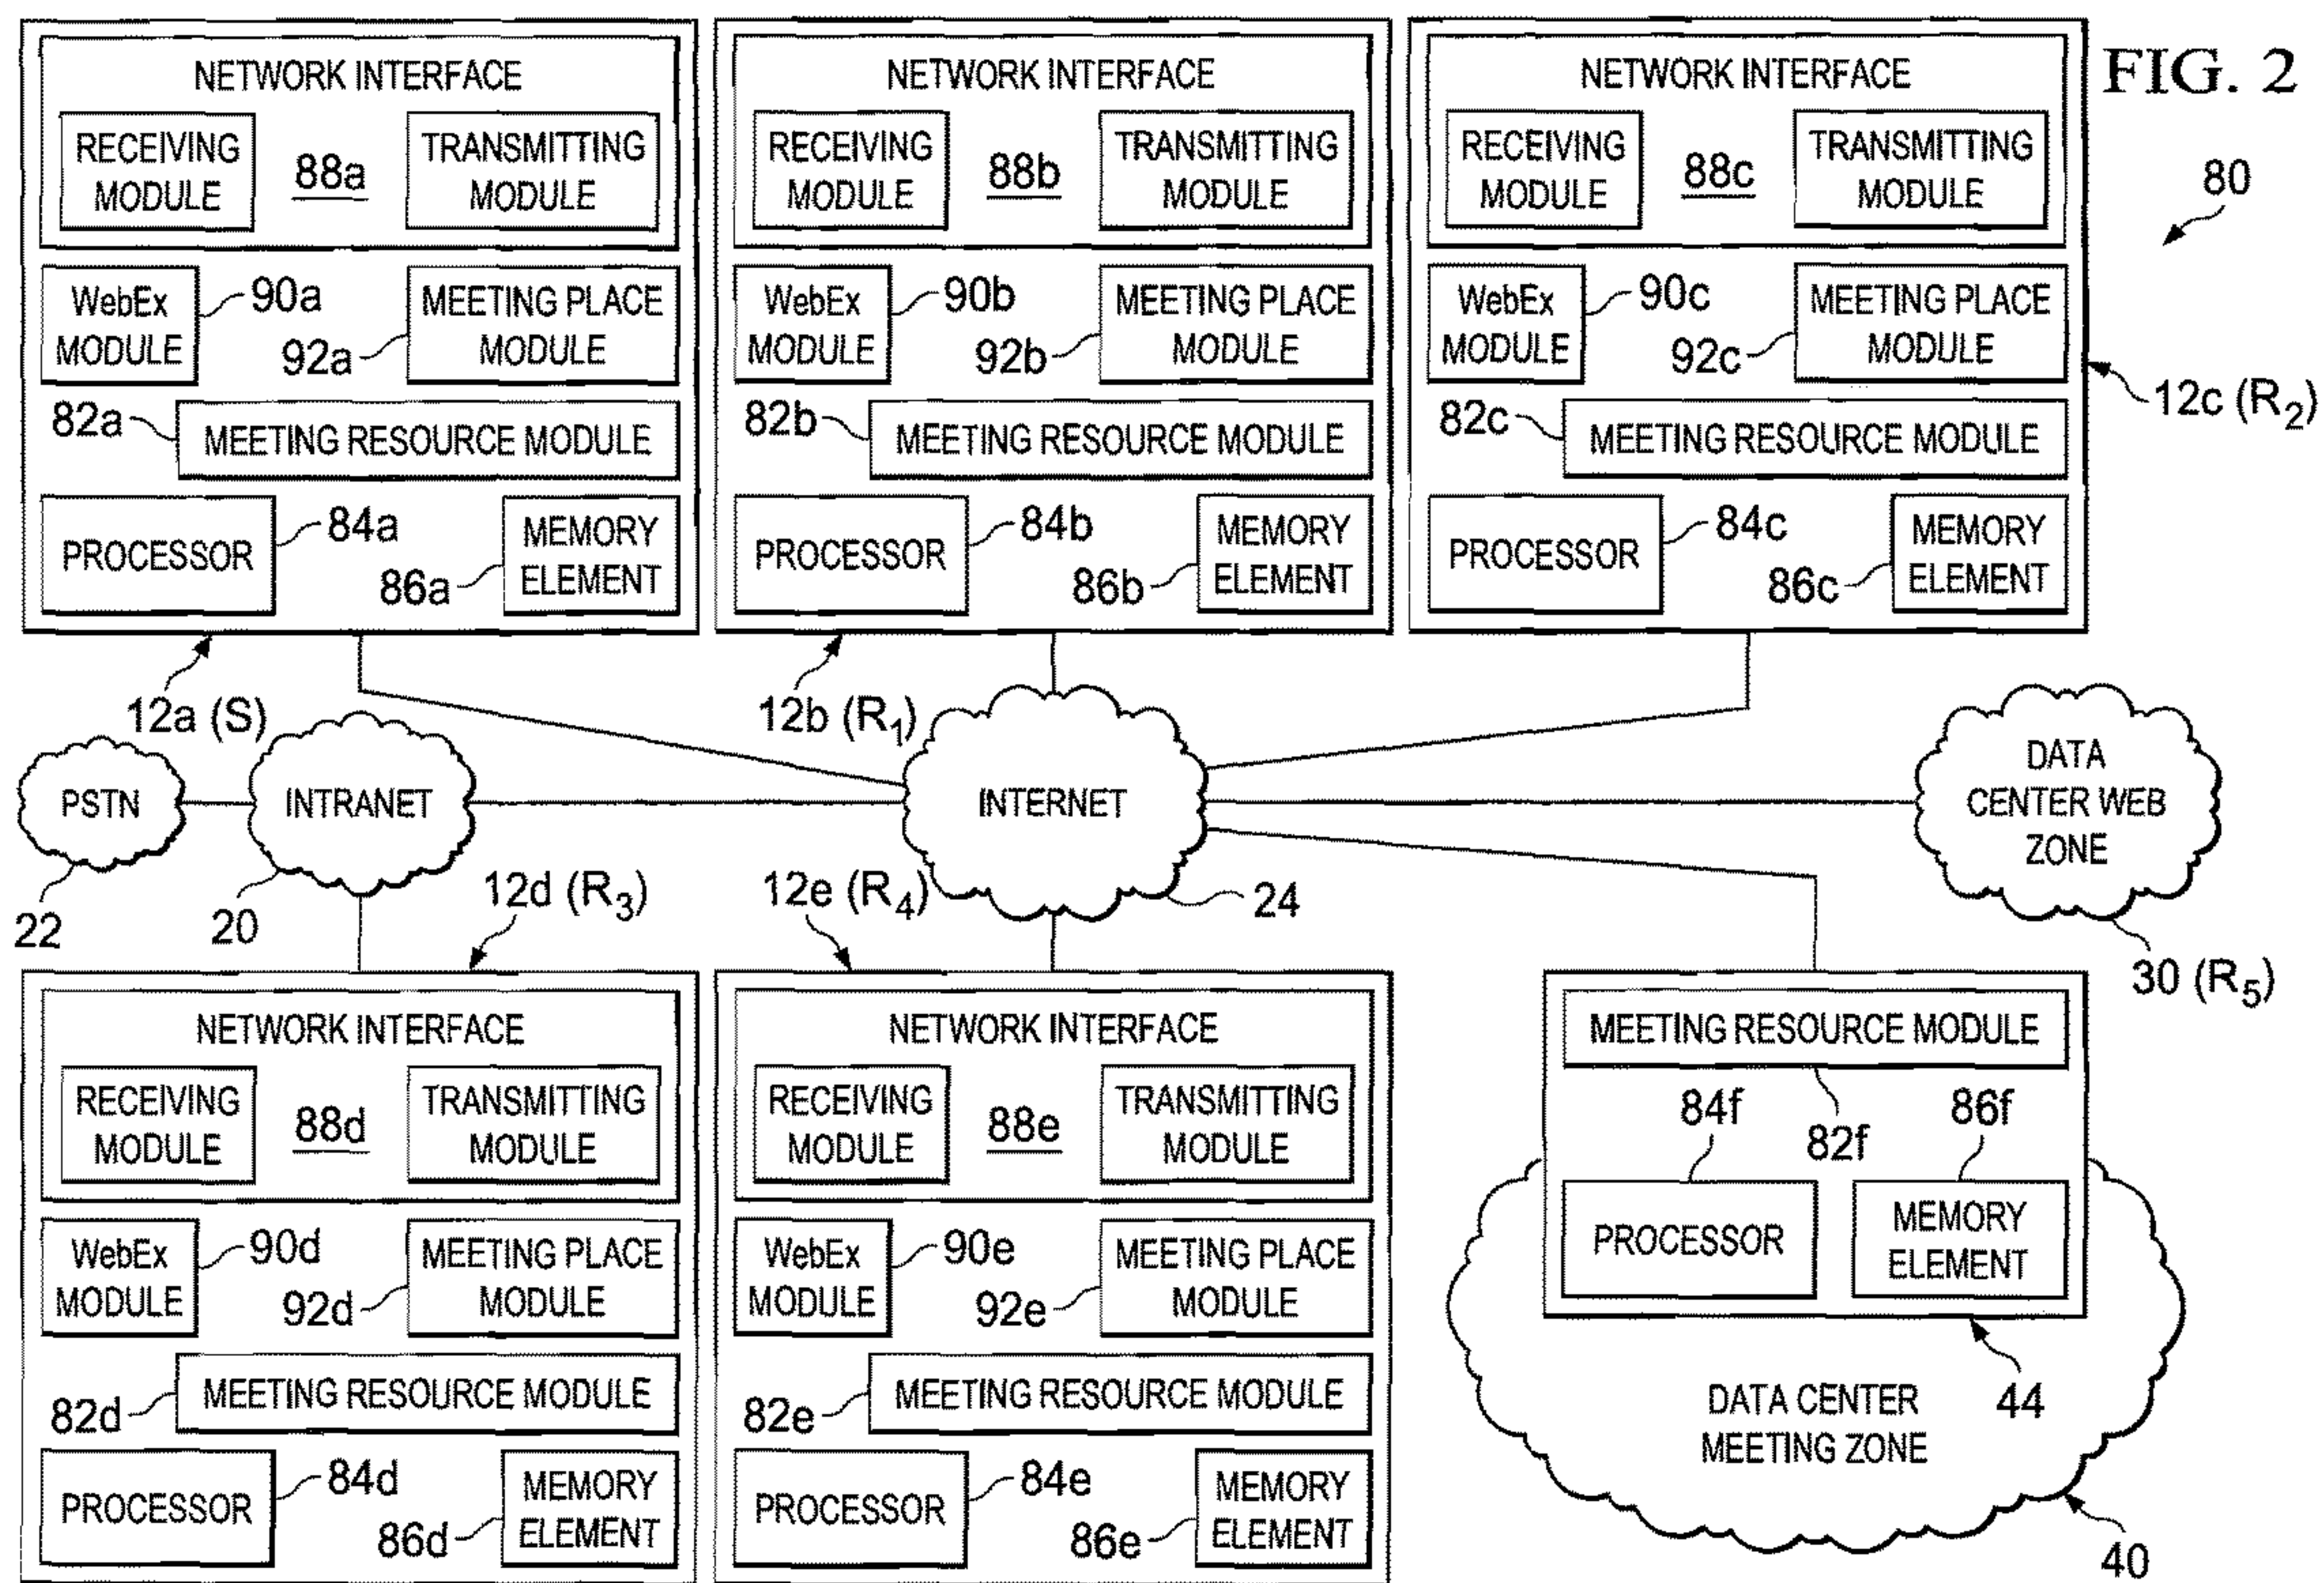 FIG. 2
80
NETWORK INTERFACE
RECEIVING
MODULE
88a
TRANSMITTING
MODULE
WebEx
MODULE
90a
92a
MEETING PLACE
MODULE
82a
MEETING RESOURCE MODULE
PROCESSOR
84a
86a
MEMORY
ELEMENT
12a (S)
NETWORK INTERFACE
RECEIVING
MODULE
88b
TRANSMITTING
MODULE
WebEx
MODULE
90b
92b
MEETING PLACE
MODULE
82b
MEETING RESOURCE MODULE
PROCESSOR
84b
86b
MEMORY
ELEMENT
12b (R1)
NETWORK INTERFACE
RECEIVING
MODULE
88c
TRANSMITTING
MODULE
WebEx
MODULE
90c
92c
MEETING PLACE
MODULE
82c
MEETING RESOURCE MODULE
PROCESSOR
84c
86c
MEMORY
ELEMENT
12c (R2)
PSTN
22
INTRANET
20
INTERNET
24
DATA
CENTER WEB
ZONE
30 (R5)
12d (R3)
NETWORK INTERFACE
RECEIVING
MODULE
88d
TRANSMITTING
MODULE
WebEx
MODULE
90d
92d
MEETING PLACE
MODULE
82d
MEETING RESOURCE MODULE
PROCESSOR
84d
86d
MEMORY
ELEMENT
12e (R4)
NETWORK INTERFACE
RECEIVING
MODULE
88e
TRANSMITTING
MODULE
WebEx
MODULE
90e
92e
MEETING PLACE
MODULE
82e
MEETING RESOURCE MODULE
PROCESSOR
84e
86e
MEMORY
ELEMENT
MEETING RESOURCE MODULE
84f
82f
86f
PROCESSOR
MEMORY
ELEMENT
44
DATA CENTER
MEETING ZONE
40